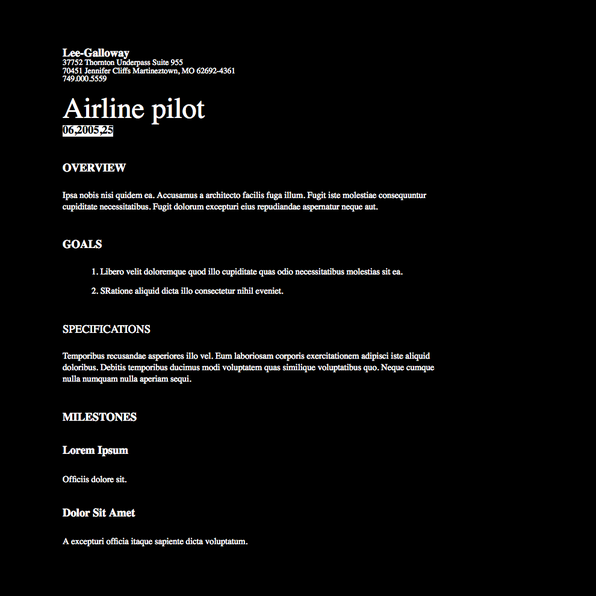 Lee-Galloway
37752 Thornton Underpass Suite 955
70451 Jennifer Cliffs Martineztown, MO 62692-4361
749.000.5559
Airline pilot
06,2005,25
OVERVIEW
Ipsa nobis nisi quidem ea. Accusamus a architecto facilis fuga illum. Fugit iste molestiae consequuntur
cupiditate necessitatibus. Fugit dolorum excepturi eius repudiandae aspernatur neque aut.
GOALS
1. Libero velit doloremque quod illo cupiditate quas odio necessitatibus molestias sit ea.
2. SRatione aliquid dicta illo consectetur nihil eveniet.
SPECIFICATIONS
Temporibus recusandae asperiores illo vel. Eum laboriosam corporis exercitationem adipisci iste aliquid
doloribus. Debitis temporibus ducimus modi voluptatem quas similique voluptatibus quo. Neque cumque
nulla numquam nulla aperiam sequi.
MILESTONES
Lorem Ipsum
Officiis dolore sit.
Dolor Sit Amet
A excepturi officia itaque sapiente dicta voluptatum.